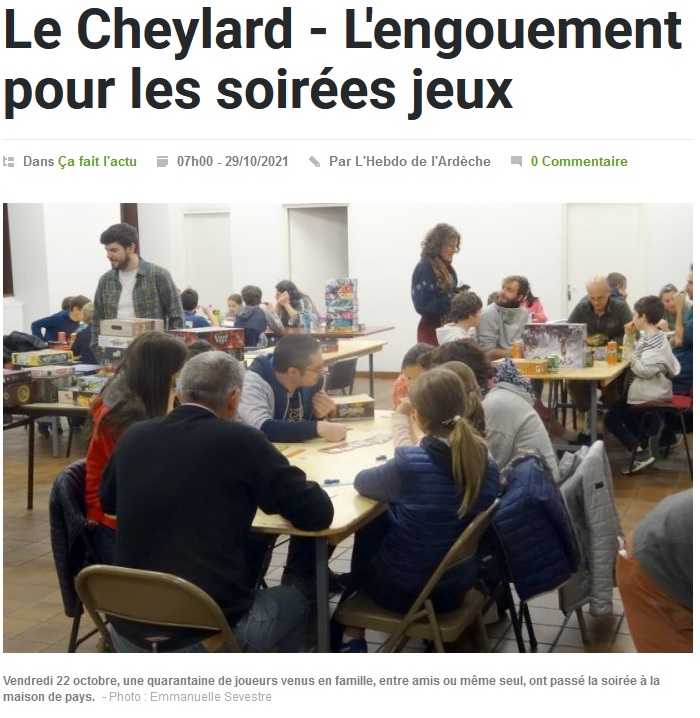 Le Cheylard - L'engouement
pour les soirées jeux
Dans Ça fait l'actu 07h00 - 29/10/2021 Par L'Hebdo de l'Ardèche 0 Commentaire
Vendredi 22 octobre, une quarantaine de joueurs venus en famille, entre amis ou même seul, ont passé la soirée à la
maison de pays. - Photo : Emmanuelle Sevestre